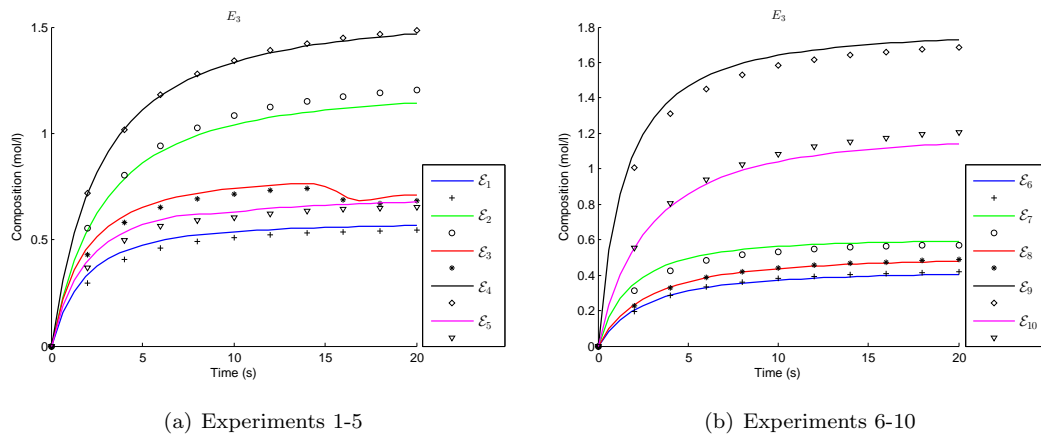 E3
1.5
1
0.5
0
0
5
10
15
20
Composition (mol/l)
Time (s)
ℰ1
ℰ2
ℰ3
ℰ4
ℰ5
(a) Experiments 1-5
E3
1.8
1.6
1.4
1.2
1
0.8
0.6
0.4
0.2
0
0
5
10
15
20
Composition (mol/l)
Time (s)
ℰ6
ℰ7
ℰ8
ℰ9
ℰ10
(b) Experiments 6-10